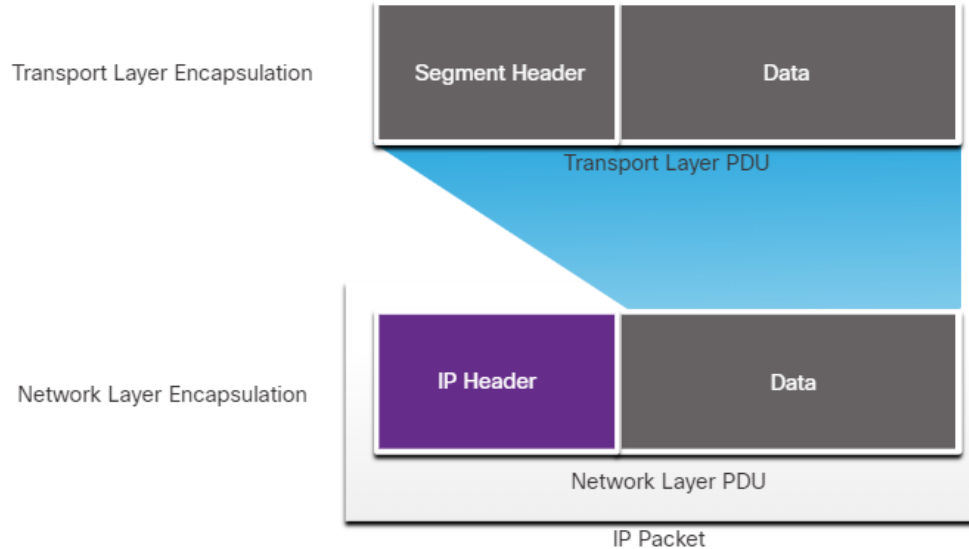 Transport Layer Encapsulation
Segment Header
Data
Transport Layer PDU
Network Layer Encapsulation
IP Header
Data
Network Layer PDU
IP Packet